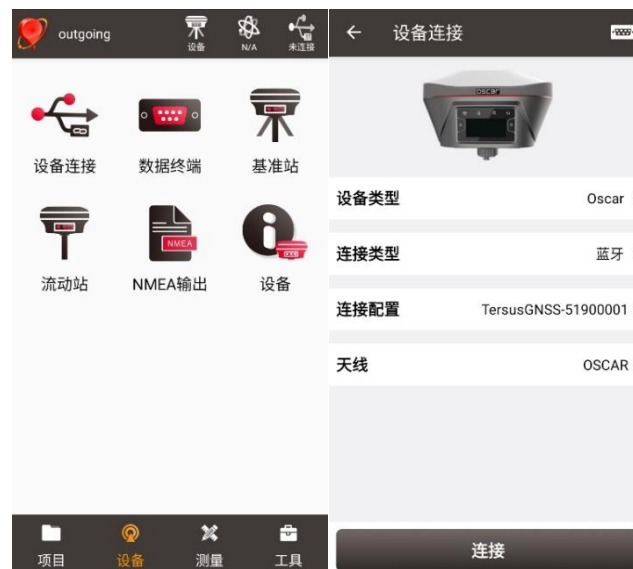 outgoing
设备
N/A
未连接
设备连接
数据终端
基准站
流动站
NMEA
NMEA输出
设备
项目
设备
测量
工具
设备连接
OSCAR
设备类型 Oscar
连接类型 蓝牙
连接配置 TersusGNSS-51900001
天线 OSCAR
连接